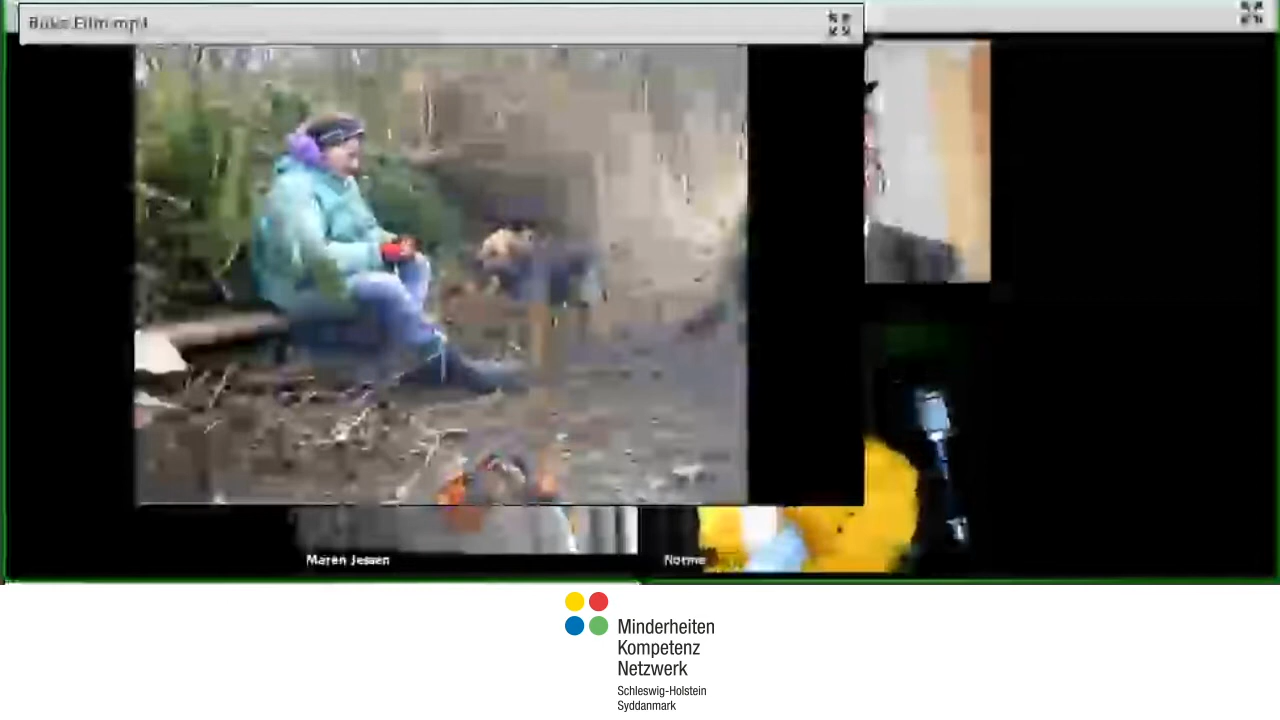 Maren Jessen
Minderheiten
Kompetenz
Netzwerk
Schleswig-Holstein
Syddanmark